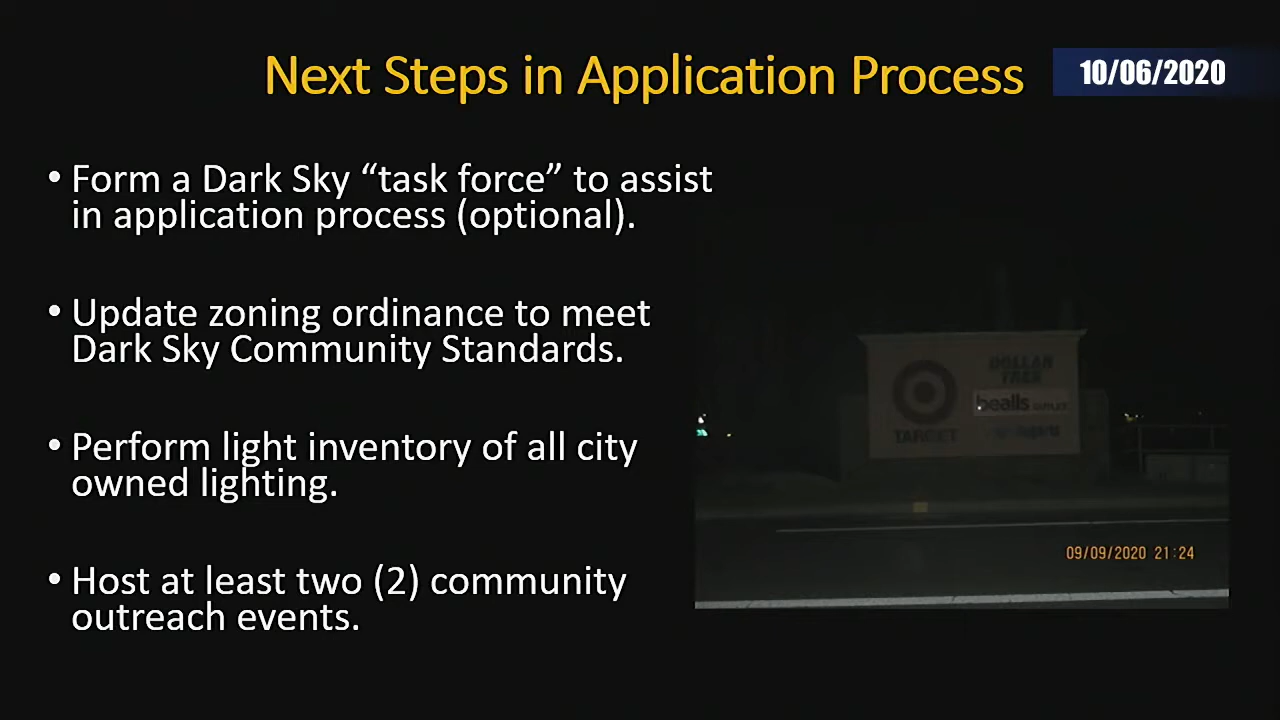 Next Steps in Application Process
10/06/2020
• Form a Dark Sky “task force” to assist
in application process (optional).
• Update zoning ordinance to meet
Dark Sky Community Standards.
• Perform light inventory of all city
owned lighting.
• Host at least two (2) community
outreach events.
DOLLAR
TREE
bealls OUTLET
TARGET
09/09/2020 21:24